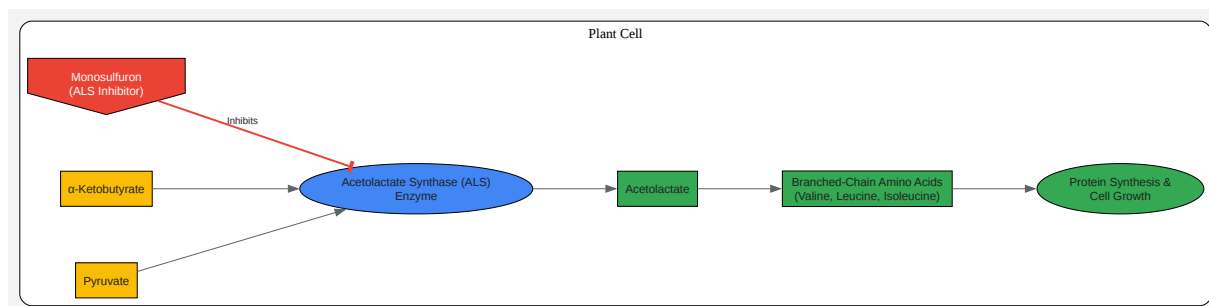 Plant Cell
Monosulfuron
(ALS Inhibitor)
Inhibits
α-Ketobutyrate
Acetolactate Synthase (ALS)
Enzyme
Acetolactate
Branched-Chain Amino Acids
(Valine, Leucine, Isoleucine)
Protein Synthesis &
Cell Growth
Pyruvate